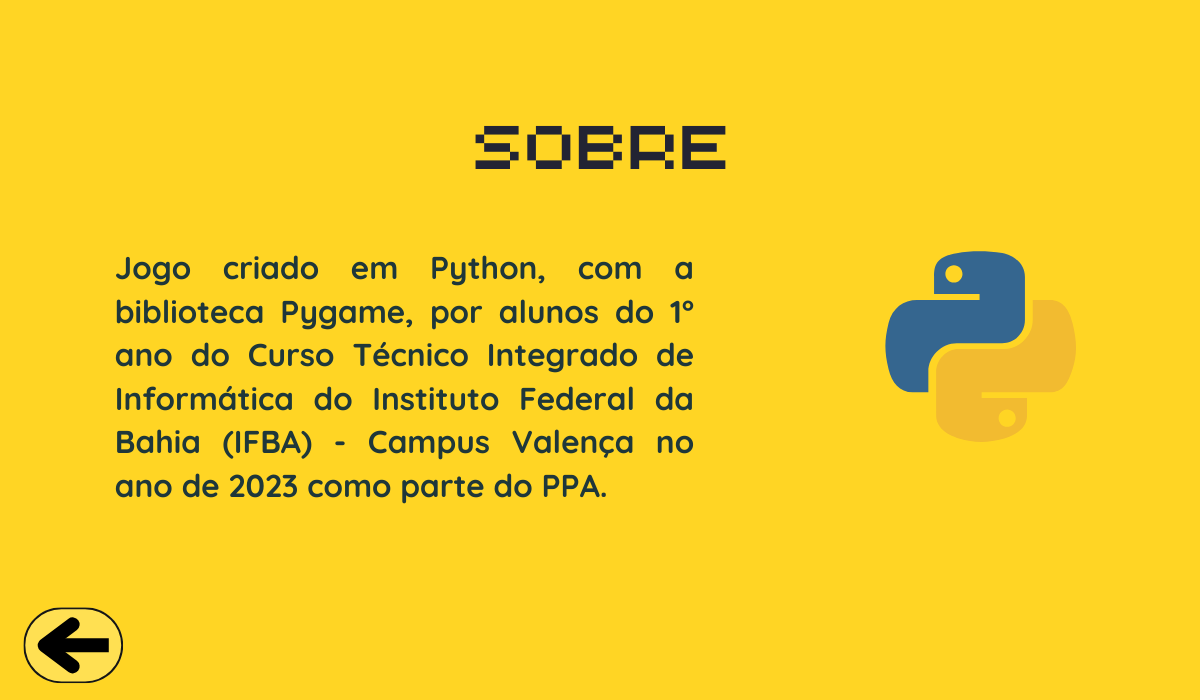 SOBRE
Jogo criado em Python, com a
biblioteca Pygame, por alunos do 1º
ano do Curso Técnico Integrado de
Informática do Instituto Federal da
Bahia (IFBA) - Campus Valença no
ano de 2023 como parte do PPA.